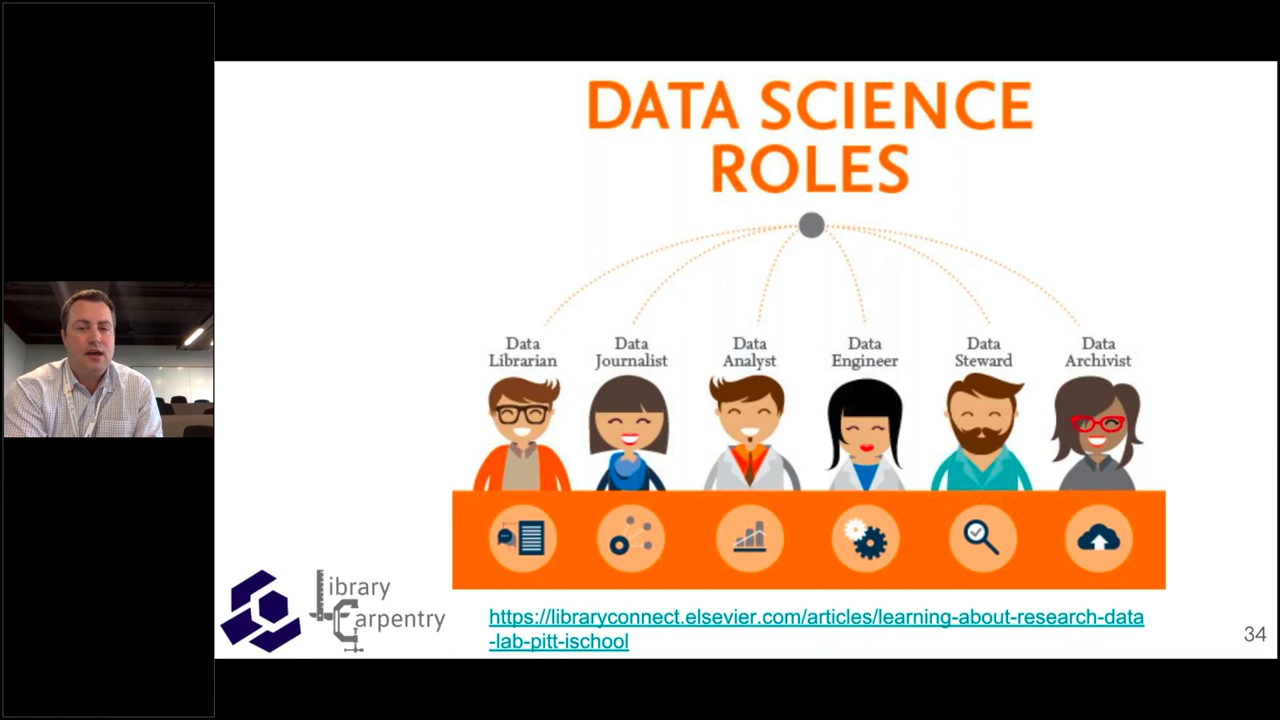 DATA SCIENCE
ROLES
Data
Librarian
Data
Journalist
Data
Analyst
Data
Engineer
Data
Steward
Data
Archivist
Library
Carpentry
https://libraryconnect.elsevier.com/articles/learning-about-research-data
-lab-pitt-ischool
34